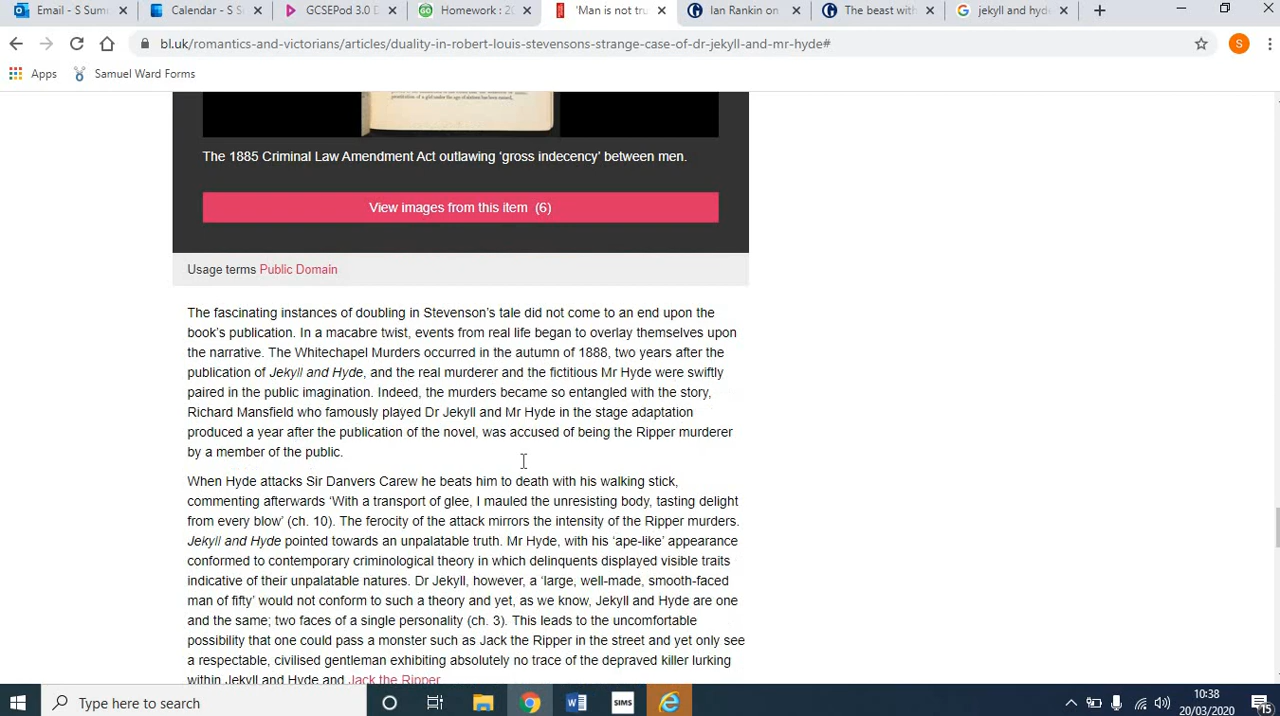 Email - S Sum
Calendar - S S
GCSEPod 3.0 D
Homework : 20
'Man is not tru
Ian Rankin on
The beast with
jekyll and hyde
bl.uk/romantics-and-victorians/articles/duality-in-robert-louis-stevensons-strange-case-of-dr-jekyll-and-mr-hyde#
S
Apps
Samuel Ward Forms
The 1885 Criminal Law Amendment Act outlawing 'gross indecency' between men.
View images from this item (6)
Usage terms Public Domain
The fascinating instances of doubling in Stevenson's tale did not come to an end upon the
book's publication. In a macabre twist, events from real life began to overlay themselves upon
the narrative. The Whitechapel Murders occurred in the autumn of 1888, two years after the
publication of Jekyll and Hyde, and the real murderer and the fictitious Mr Hyde were swiftly
paired in the public imagination. Indeed, the murders became so entangled with the story,
Richard Mansfield who famously played Dr Jekyll and Mr Hyde in the stage adaptation
produced a year after the publication of the novel, was accused of being the Ripper murderer
by a member of the public.
When Hyde attacks Sir Danvers Carew he beats him to death with his walking stick,
commenting afterwards 'With a transport of glee, I mauled the unresisting body, tasting delight
from every blow' (ch. 10). The ferocity of the attack mirrors the intensity of the Ripper murders.
Jekyll and Hyde pointed towards an unpalatable truth. Mr Hyde, with his 'ape-like' appearance
conformed to contemporary criminological theory in which delinquents displayed visible traits
indicative of their unpalatable natures. Dr Jekyll, however, a 'large, well-made, smooth-faced
man of fifty' would not conform to such a theory and yet, as we know, Jekyll and Hyde are one
and the same; two faces of a single personality (ch. 3). This leads to the uncomfortable
possibility that one could pass a monster such as Jack the Ripper in the street and yet only see
a respectable, civilised gentleman exhibiting absolutely no trace of the depraved killer lurking
within Jekyll and Hyde and Jack the Ripper
Type here to search
SIMS
10:38
20/03/2020
15